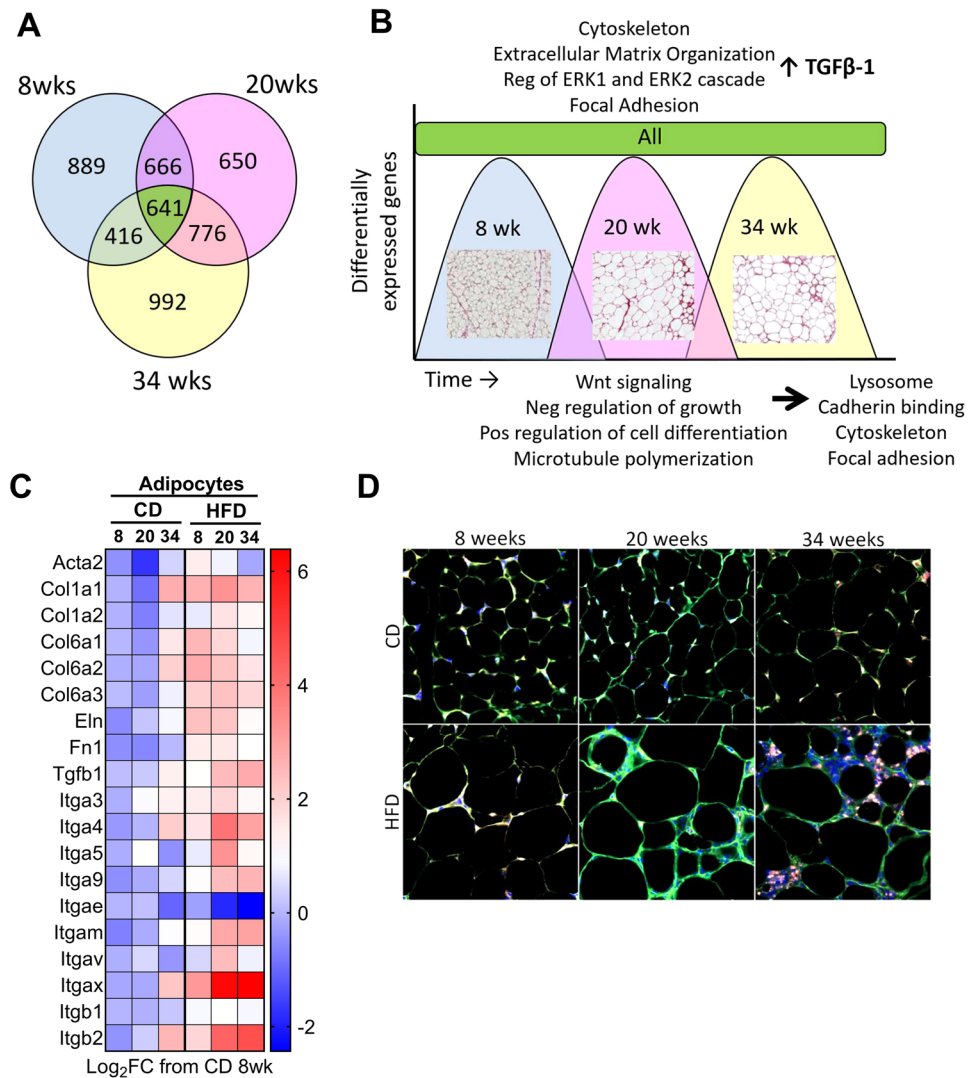 A
8wks
20wks
889
666
650
641
416
776
992
34 wks
B
Cytoskeleton
Extracellular Matrix Organization
Reg of ERK1 and ERK2 cascade
Focal Adhesion
↑ TGFβ-1
All
Differentially
expressed genes
8 wk
20 wk
34 wk
Time →
Wnt signaling
Neg regulation of growth
Pos regulation of cell differentiation
Microtubule polymerization
→
Lysosome
Cadherin binding
Cytoskeleton
Focal adhesion
C
Adipocytes
CD HFD
8 20 34 8 20 34
Acta2
Col1a1
Col1a2
Col6a1
Col6a2
Col6a3
Eln
Fn1
Tgfb1
Itga3
Itga4
Itga5
Itga9
Itgae
Itgam
Itgav
Itgax
Itgb1
Itgb2
6
4
2
0
-2
Log₂FC from CD 8wk
D
8 weeks 20 weeks 34 weeks
CD
HFD